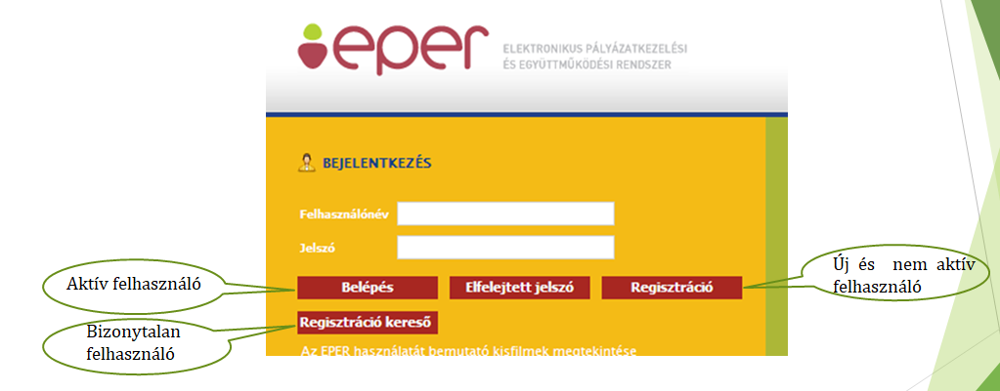 eper
ELEKTRONIKUS PÁLYÁZATKEZELÉSI
ÉS EGYÜTTMŰKÖDÉSI RENDSZER
BEJELENTKEZÉS
Felhasználónév
Jelszó
Aktív felhasználó
Belépés
Elfelejtett jelszó
Regisztráció
Új és nem aktív
felhasználó
Regisztráció kereső
Bizonytalan
felhasználó
Az EPER használatát bemutató kisfilmek megtekintése